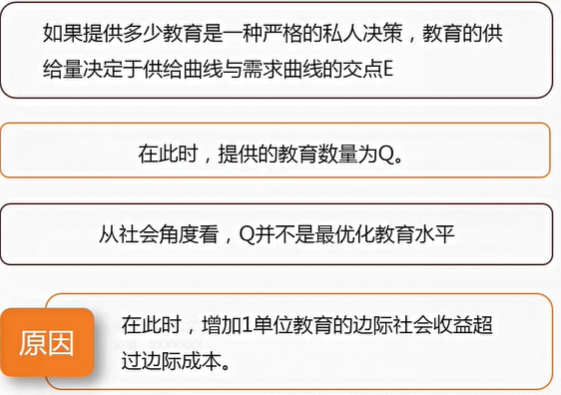 如果提供多少教育是一种严格的私人决策，教育的供
给量决定于供给曲线与需求曲线的交点E
在此时，提供的教育数量为Q。
从社会角度看，Q并不是最优化教育水平
原因
在此时，增加1单位教育的边际社会收益超
过边际成本。